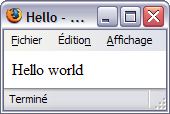 Hello - ...
Fichier Édition Affichage
Hello world
Terminé